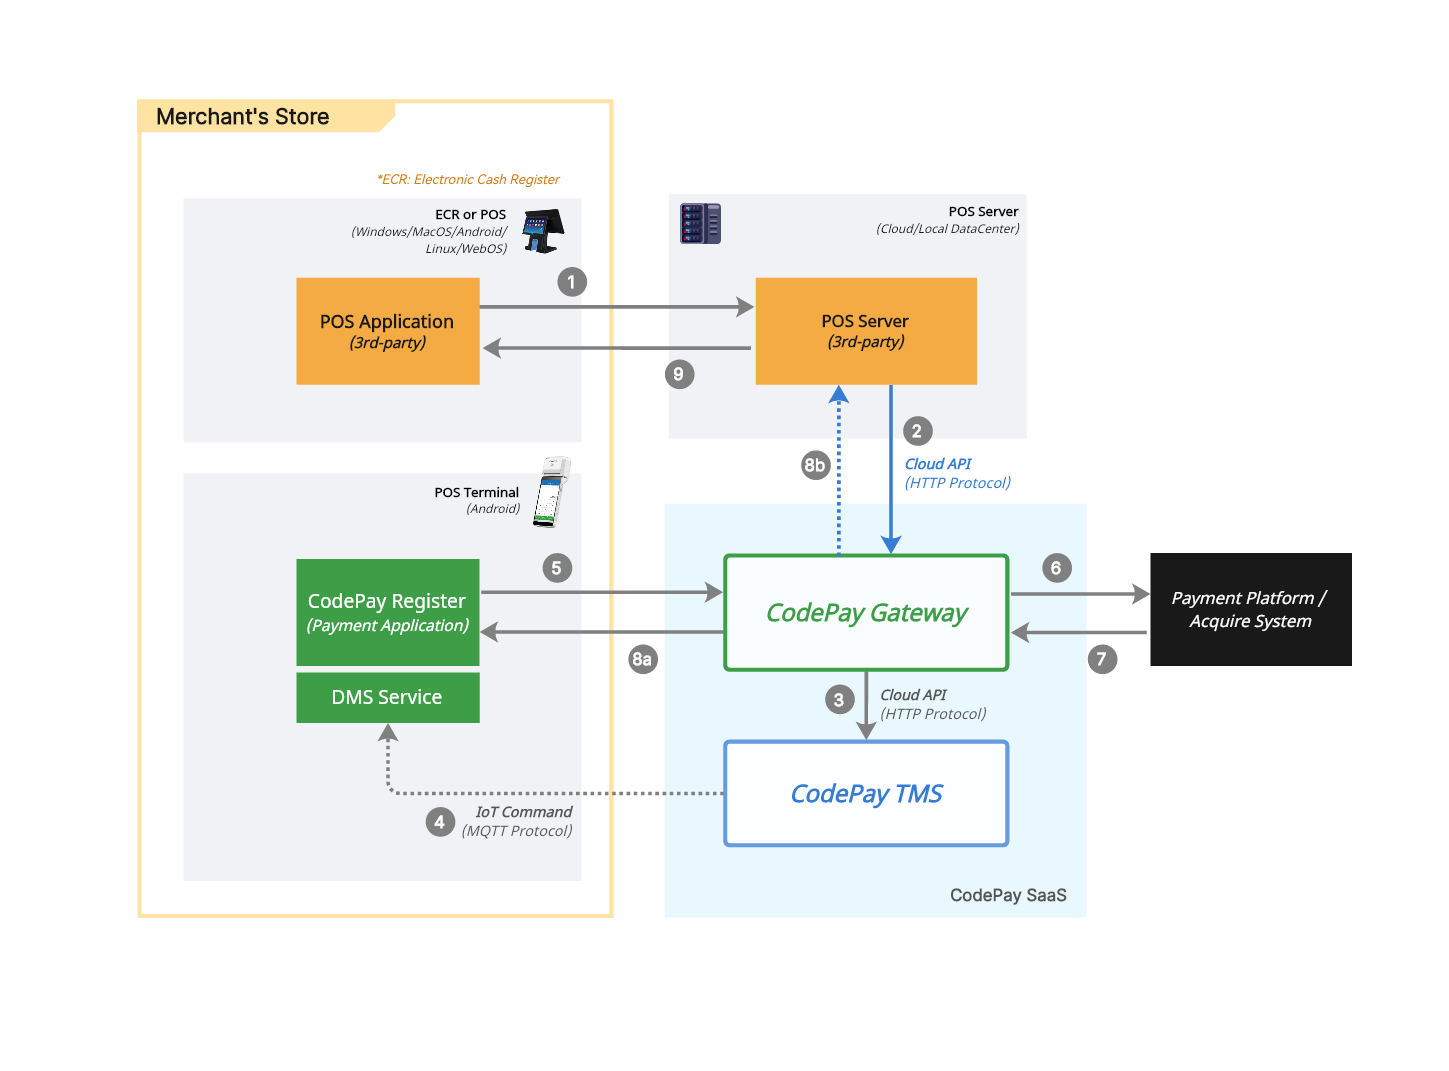 Merchant's Store
*ECR: Electronic Cash Register
ECR or POS
(Windows/MacOS/Android/
Linux/WebOS)
POS Application
(3rd-party)
1
9
POS Server
(Cloud/Local DataCenter)
POS Server
(3rd-party)
2
Cloud API
(HTTP Protocol)
8b
POS Terminal
(Android)
CodePay Register
(Payment Application)
DMS Service
5
8a
CodePay Gateway
6
7
Payment Platform /
Acquire System
3
Cloud API
(HTTP Protocol)
CodePay TMS
4
IoT Command
(MQTT Protocol)
CodePay SaaS